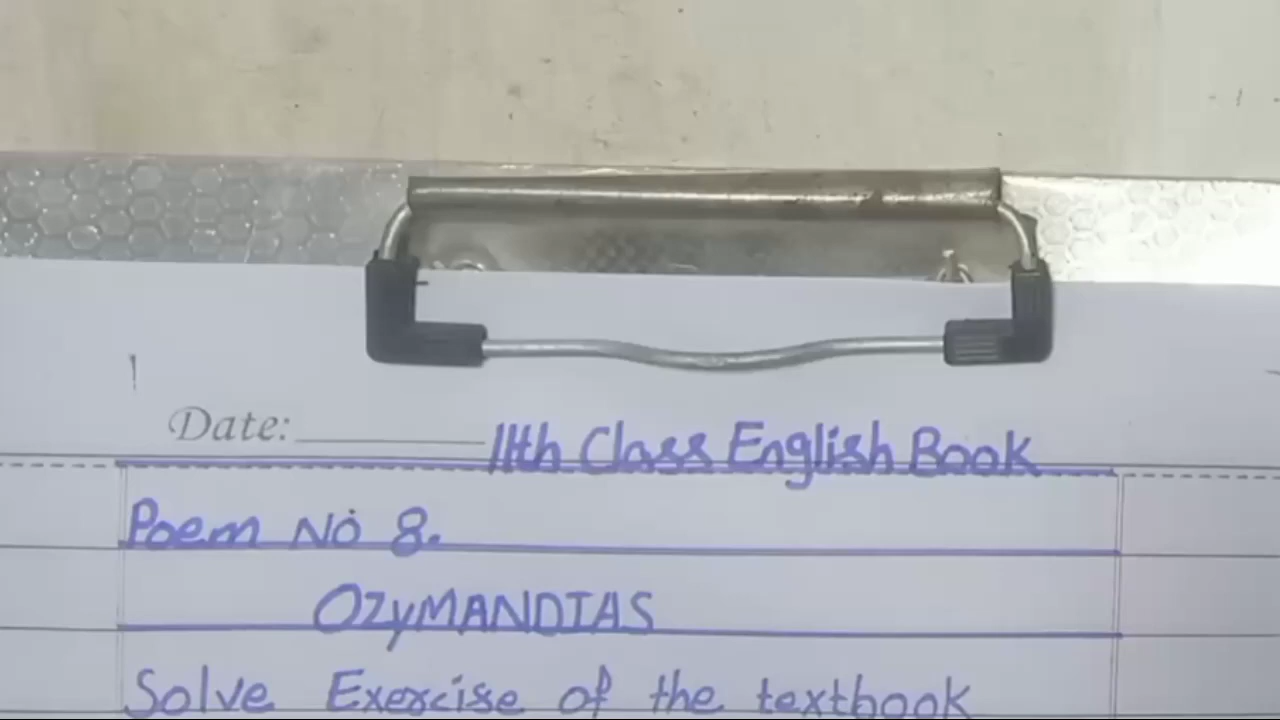 Date: 11th Class English Book
Poem No 8.
OZYMANDIAS
Solve Exercise of the textbook